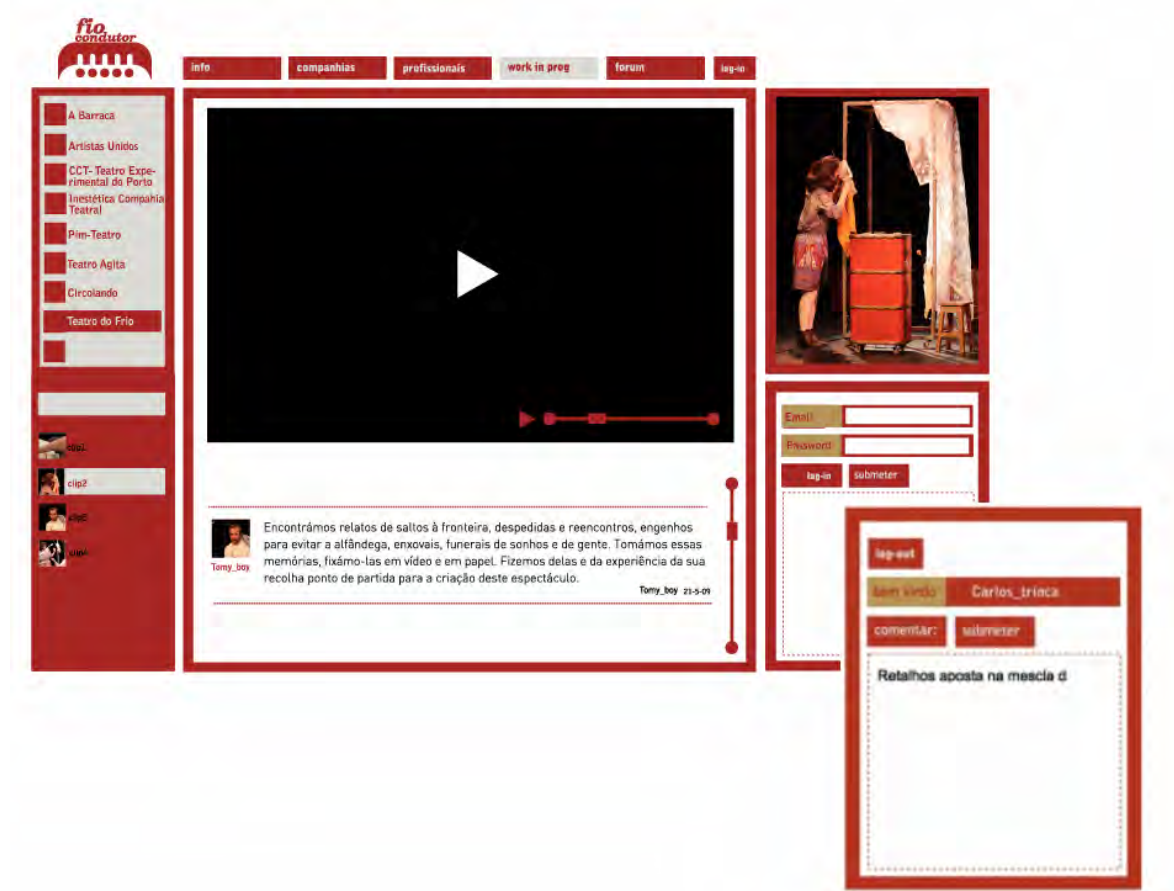 fio
condutor
info
companhias
profissionais
work in prog
forum
log-in
A Barraca
Artistas Unidos
CCT- Teatro Expe-
rimental do Porto
Inestética Compahia
Teatral
Pim-Teatro
Teatro Agita
Circolando
Teatro do Frio
clip1
clip2
clip4
Encontrámos relatos de saltos à fronteira, despedidas e reencontros, engenhos
para evitar a alfândega, enxovais, funerais de sonhos e de gente. Tomámos essas
memórias, fixámo-las em vídeo e em papel. Fizemos delas e da experiência da sua
recolha ponto de partida para a criação deste espectáculo.
Tomy_boy
Tomy_boy 21-5-09
Email
Password
log-in
submeter
log-out
bem vindo
Carlos_trinca
comentar:
submeter
Retalhos aposta na mescla d